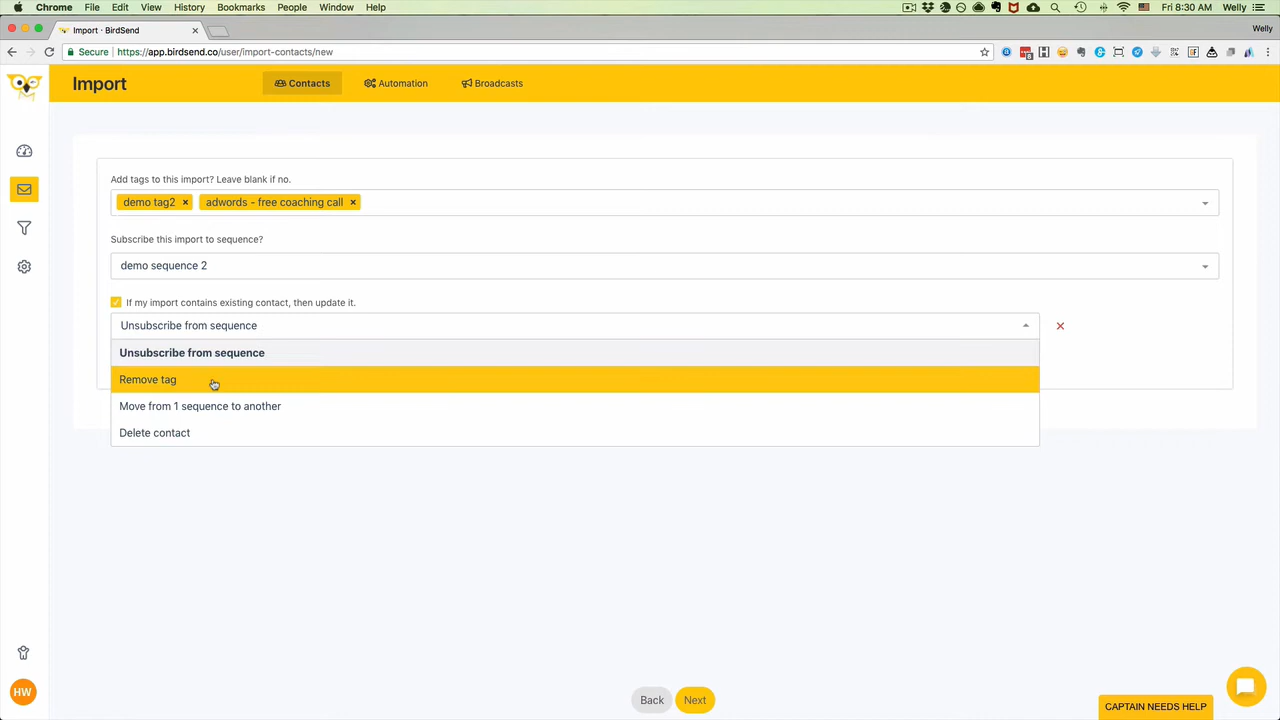 Chrome File Edit View History Bookmarks People Window Help Fri 8:30 AM Welly
Import · BirdSend Welly
Secure https://app.birdsend.co/user/import-contacts/new
Import Contacts Automation Broadcasts
Add tags to this import? Leave blank if no.
demo tag2 × adwords - free coaching call ×
Subscribe this import to sequence?
demo sequence 2
If my import contains existing contact, then update it.
Unsubscribe from sequence
Unsubscribe from sequence
Remove tag
Move from 1 sequence to another
Delete contact
HW
Back Next
CAPTAIN NEEDS HELP